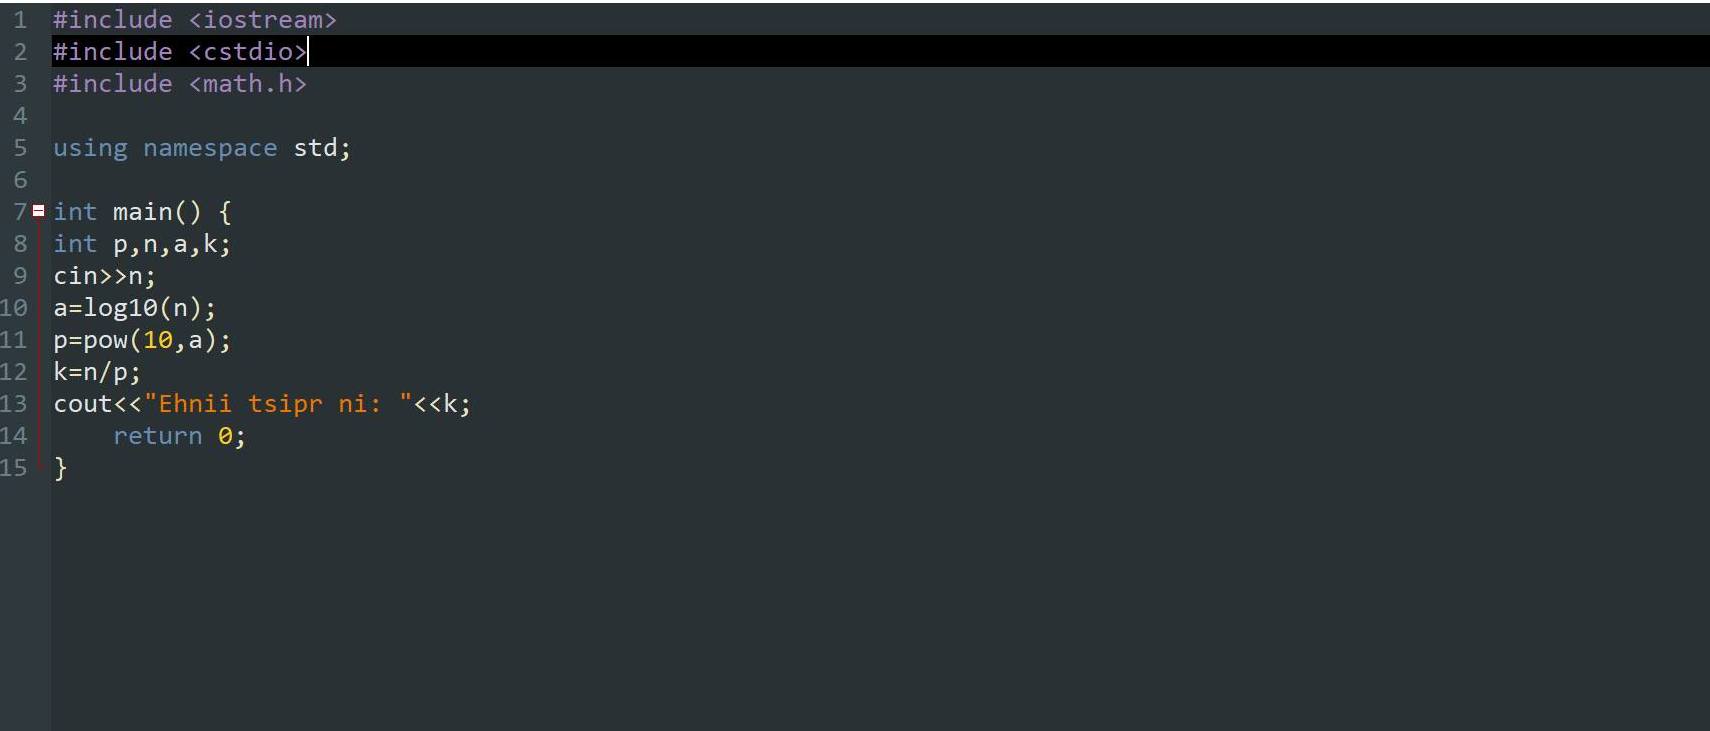 1 #include <iostream>
2 #include <cstdio>
3 #include <math.h>
4
5 using namespace std;
6
7 int main() {
8 int p,n,a,k;
9 cin>>n;
10 a=log10(n);
11 p=pow(10,a);
12 k=n/p;
13 cout<<"Ehnii tsipr ni: "<<k;
14     return 0;
15 }